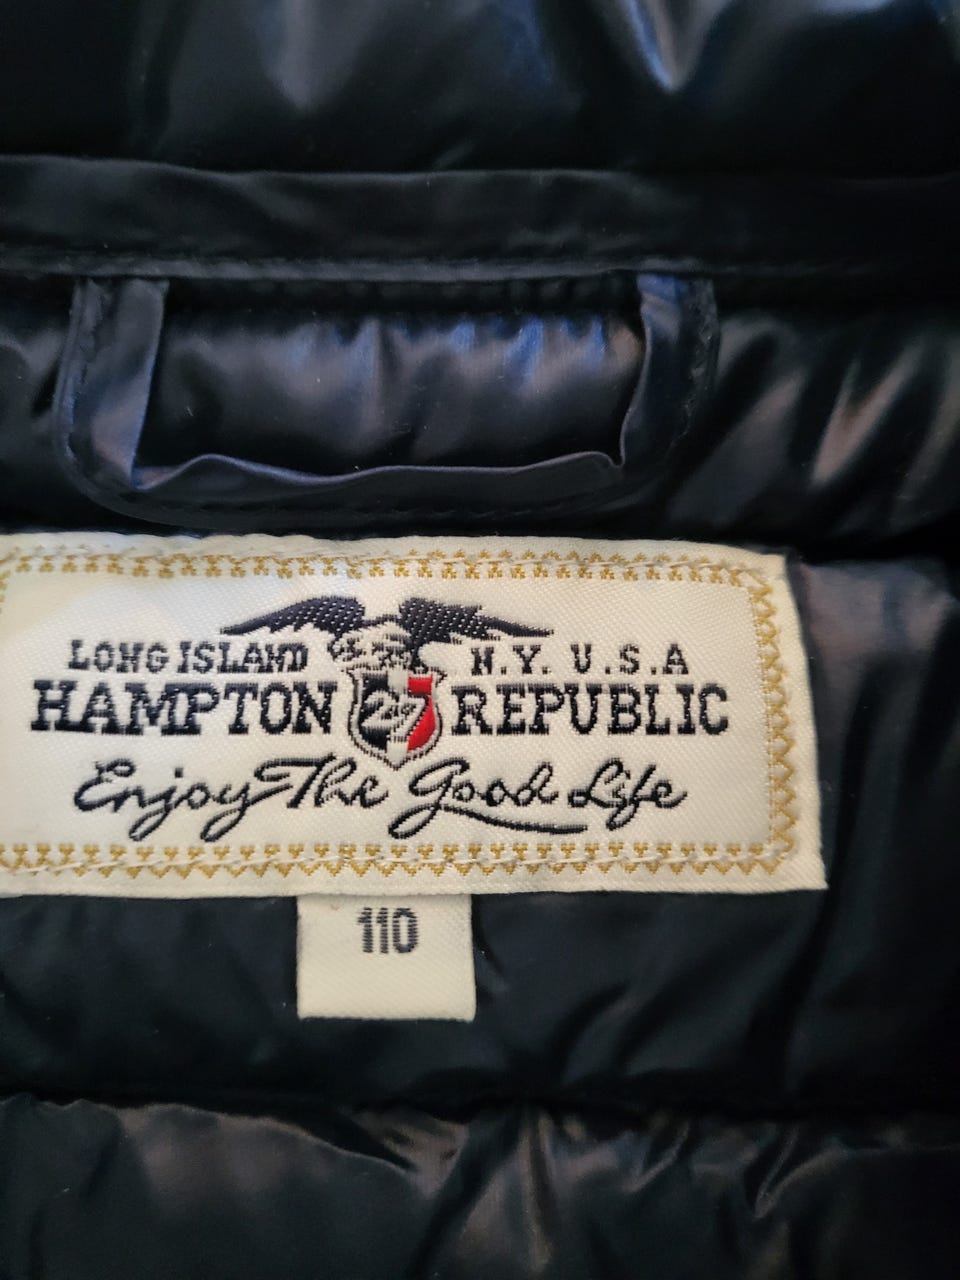 LONG ISLAND N.Y. U.S.A
HAMPTON 27 REPUBLIC
Enjoy The Good Life
110